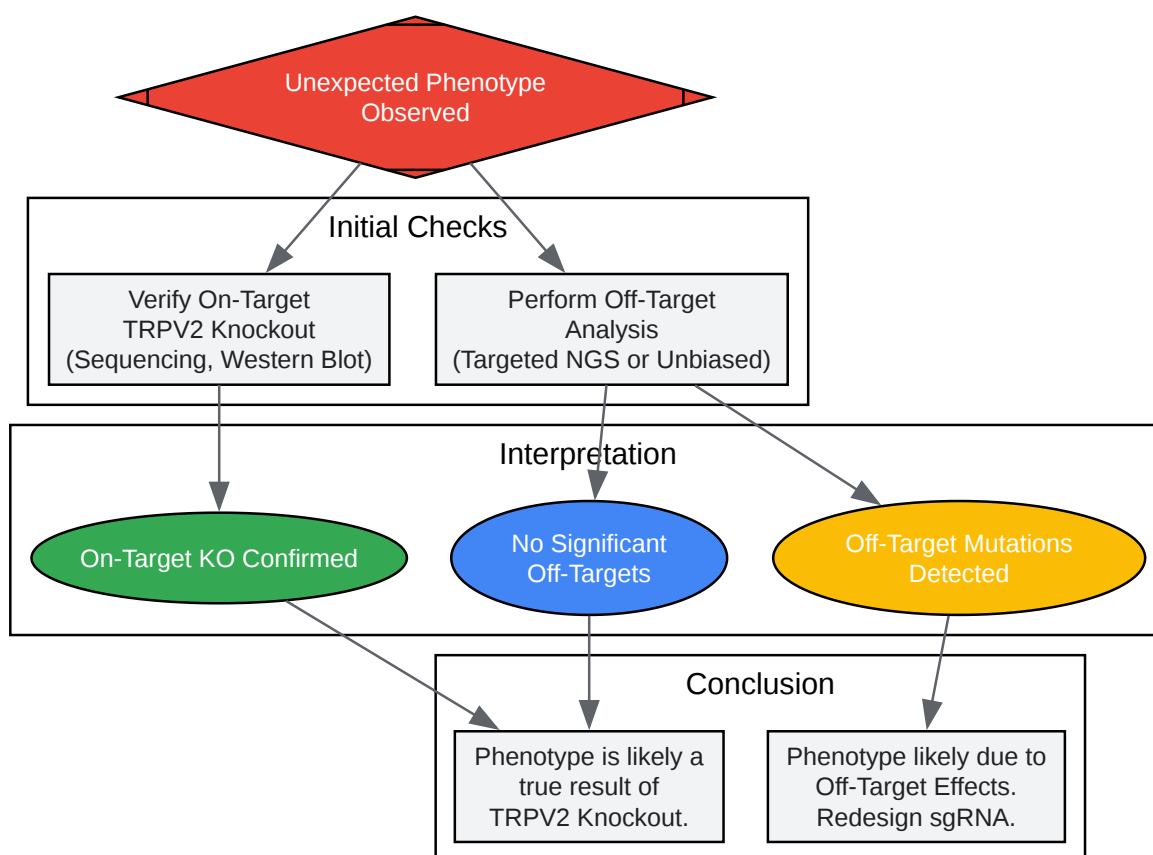 Unexpected Phenotype
Observed
Initial Checks
Verify On-Target
TRPV2 Knockout
(Sequencing, Western Blot)
Perform Off-Target
Analysis
(Targeted NGS or Unbiased)
Interpretation
On-Target KO Confirmed
No Significant
Off-Targets
Off-Target Mutations
Detected
Conclusion
Phenotype is likely a
true result of
TRPV2 Knockout.
Phenotype likely due to
Off-Target Effects.
Redesign sgRNA.